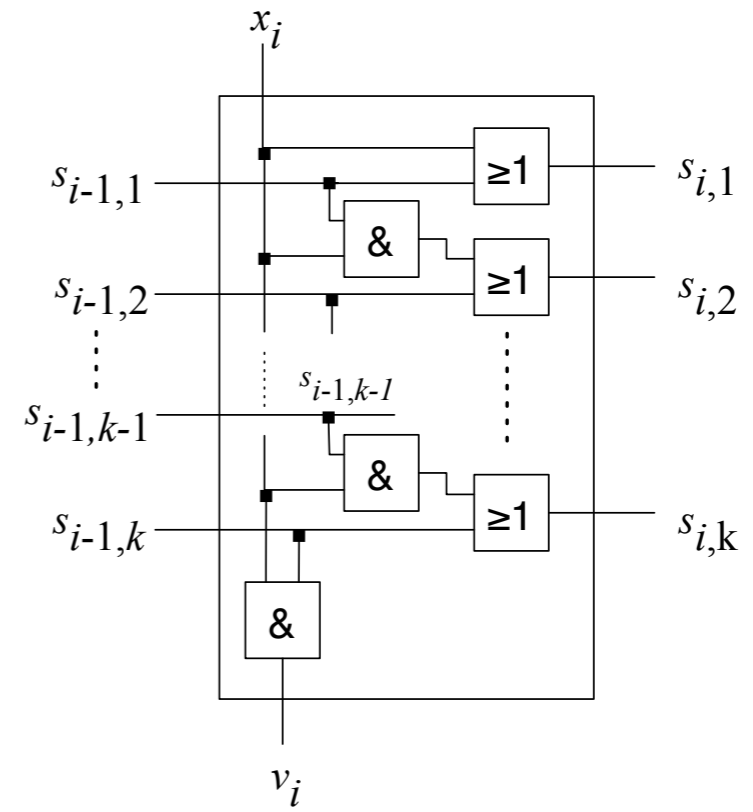 x_i
≥1
s_{i-1,1}
s_{i,1}
&
≥1
s_{i-1,2}
s_{i,2}
s_{i-1,k-1}
s_{i-1,k-1}
&
≥1
s_{i-1,k}
s_{i,k}
&
v_i